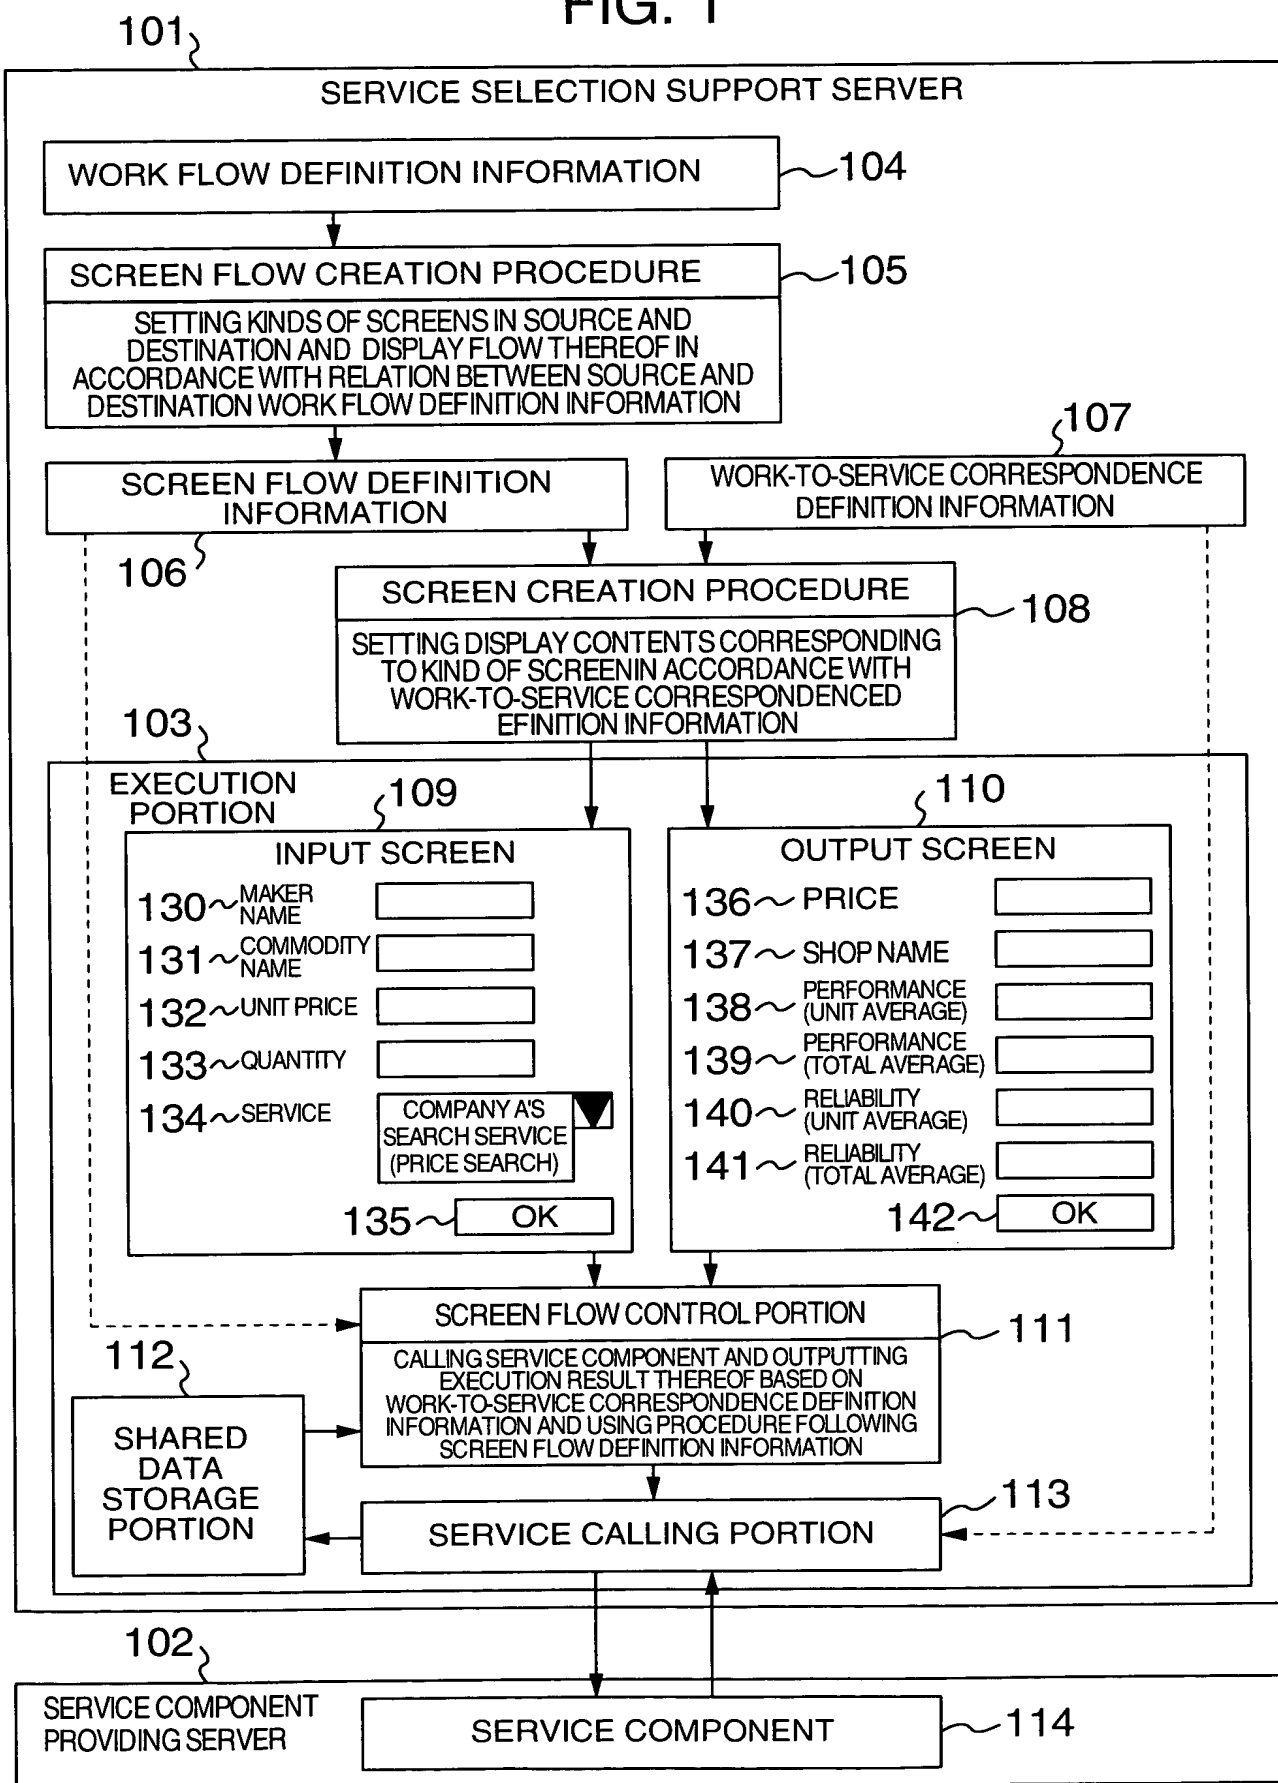 FIG. 1
101
SERVICE SELECTION SUPPORT SERVER
WORK FLOW DEFINITION INFORMATION
104
SCREEN FLOW CREATION PROCEDURE
105
SETTING KINDS OF SCREENS IN SOURCE AND
DESTINATION AND DISPLAY FLOW THEREOF IN
ACCORDANCE WITH RELATION BETWEEN SOURCE AND
DESTINATION WORK FLOW DEFINITION INFORMATION
107
SCREEN FLOW DEFINITION
INFORMATION
WORK-TO-SERVICE CORRESPONDENCE
DEFINITION INFORMATION
106
SCREEN CREATION PROCEDURE
108
SETTING DISPLAY CONTENTS CORRESPONDING
TO KIND OF SCREENIN ACCORDANCE WITH
WORK-TO-SERVICE CORRESPONDENCED
EFINITION INFORMATION
103
EXECUTION
PORTION
109
110
INPUT SCREEN
130
MAKER
NAME
131
COMMODITY
NAME
132
UNIT PRICE
133
QUANTITY
134
SERVICE
COMPANY A'S
SEARCH SERVICE
(PRICE SEARCH)
135
OK
OUTPUT SCREEN
136
PRICE
137
SHOP NAME
138
PERFORMANCE
(UNIT AVERAGE)
139
PERFORMANCE
(TOTAL AVERAGE)
140
RELIABILITY
(UNIT AVERAGE)
141
RELIABILITY
(TOTAL AVERAGE)
142
OK
SCREEN FLOW CONTROL PORTION
111
CALLING SERVICE COMPONENT AND OUTPUTTING
EXECUTION RESULT THEREOF BASED ON
WORK-TO-SERVICE CORRESPONDENCE DEFINITION
INFORMATION AND USING PROCEDURE FOLLOWING
SCREEN FLOW DEFINITION INFORMATION
112
SHARED
DATA
STORAGE
PORTION
113
SERVICE CALLING PORTION
102
SERVICE COMPONENT
PROVIDING SERVER
SERVICE COMPONENT
114